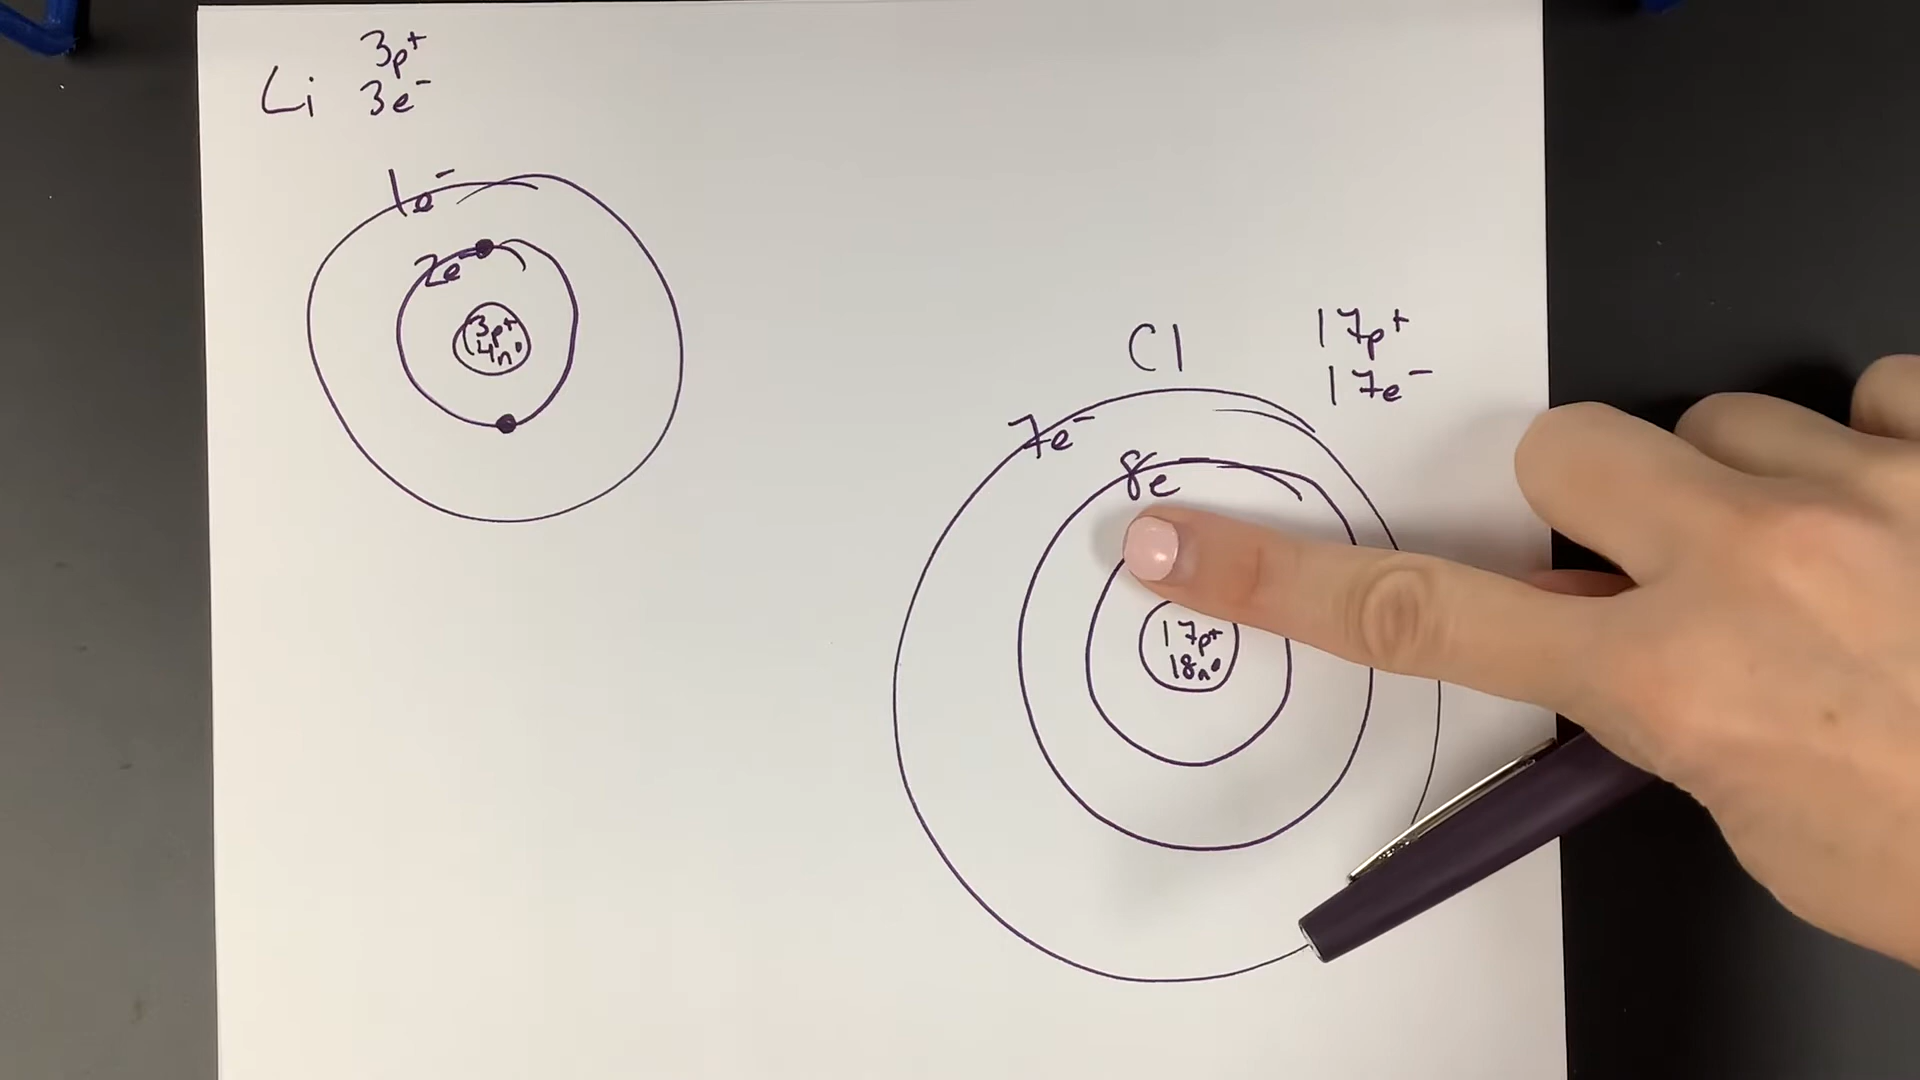 Li
3p⁺
3e⁻
1e⁻
2e⁻
3p⁺
4n⁰
Cl
17p⁺
17e⁻
7e⁻
8e
17p⁺
18n⁰